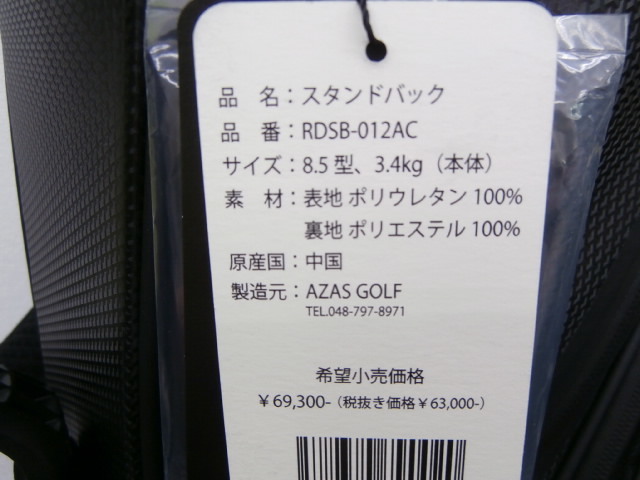 品 名：スタンドバック
品 番：RDSB-012AC
サイズ：8.5型、3.4kg（本体）
素 材：表地 ポリウレタン 100%
裏地 ポリエステル 100%
原産国：中国
製造元：AZAS GOLF
TEL.048-797-8971
希望小売価格
￥69,300-（税抜き価格￥63,000-）